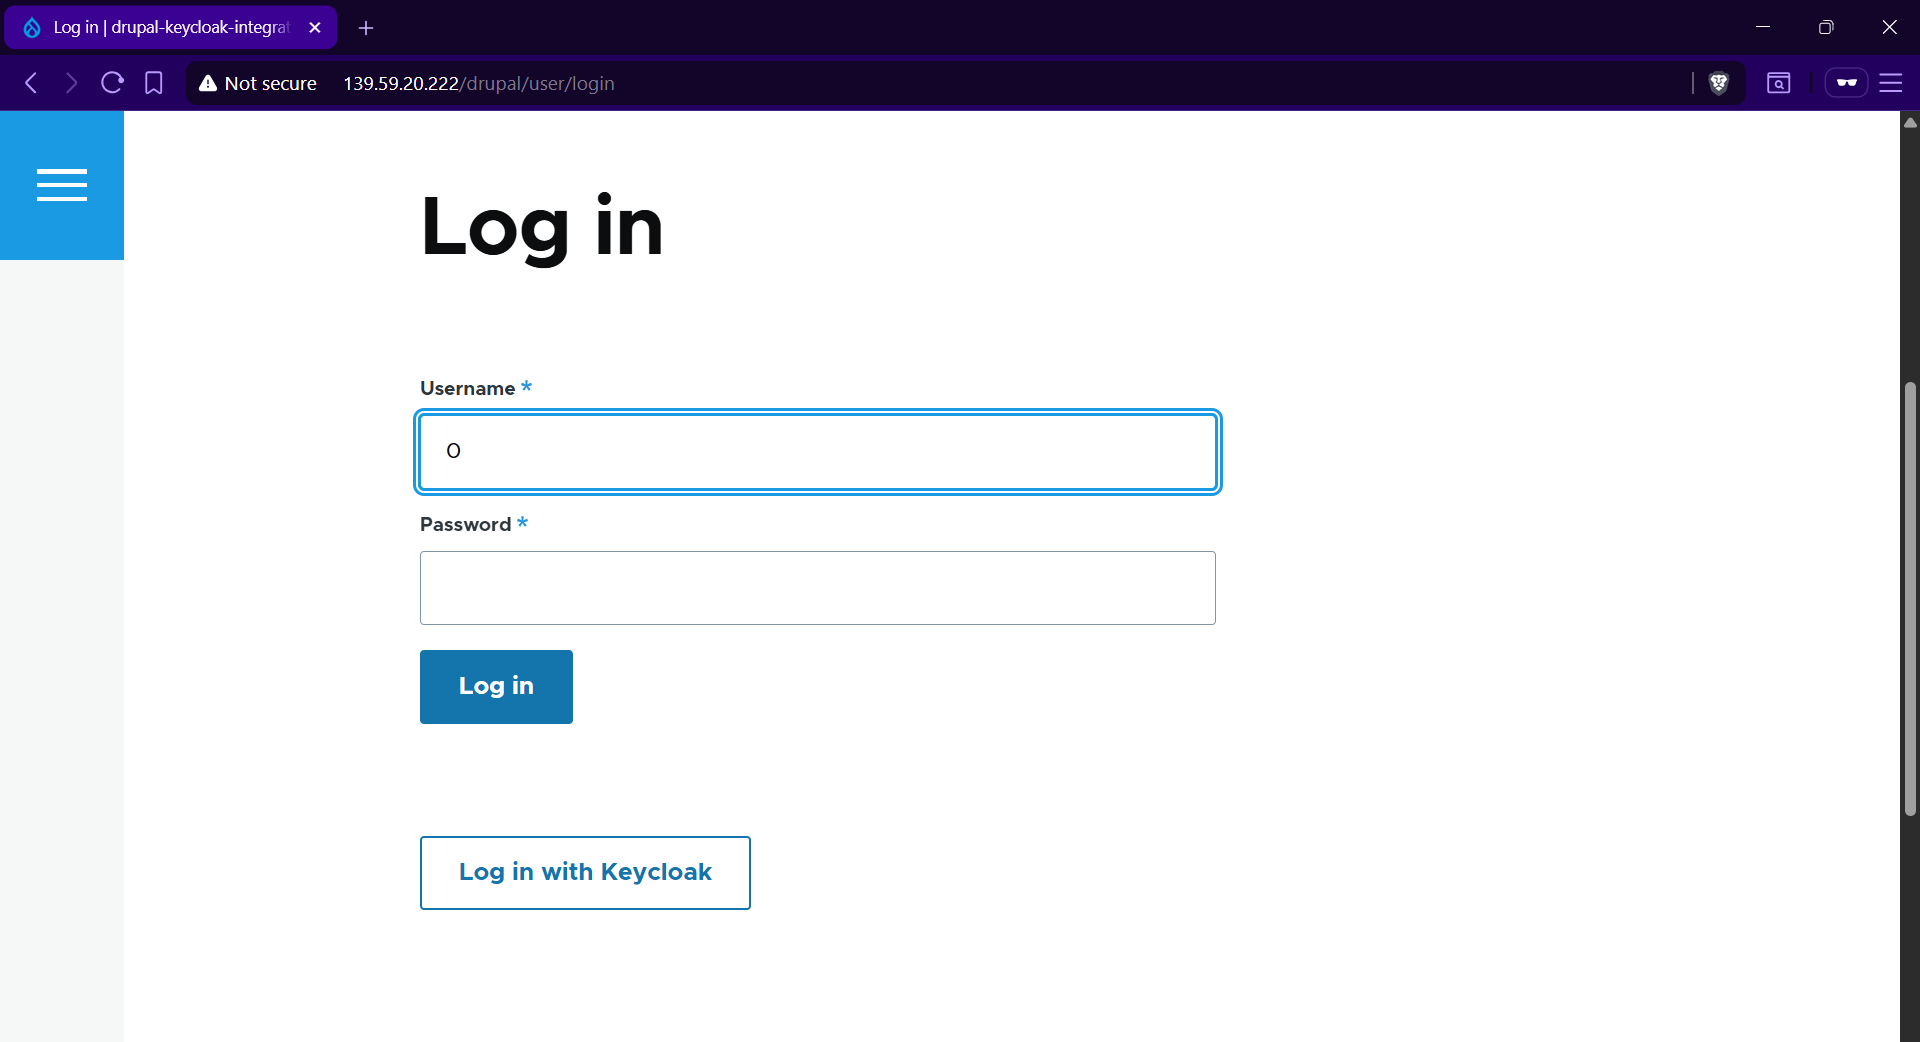 Log in | drupal-keycloak-integrat
Not secure 139.59.20.222/drupal/user/login
Log in
Username *
O
Password *
Log in
Log in with Keycloak